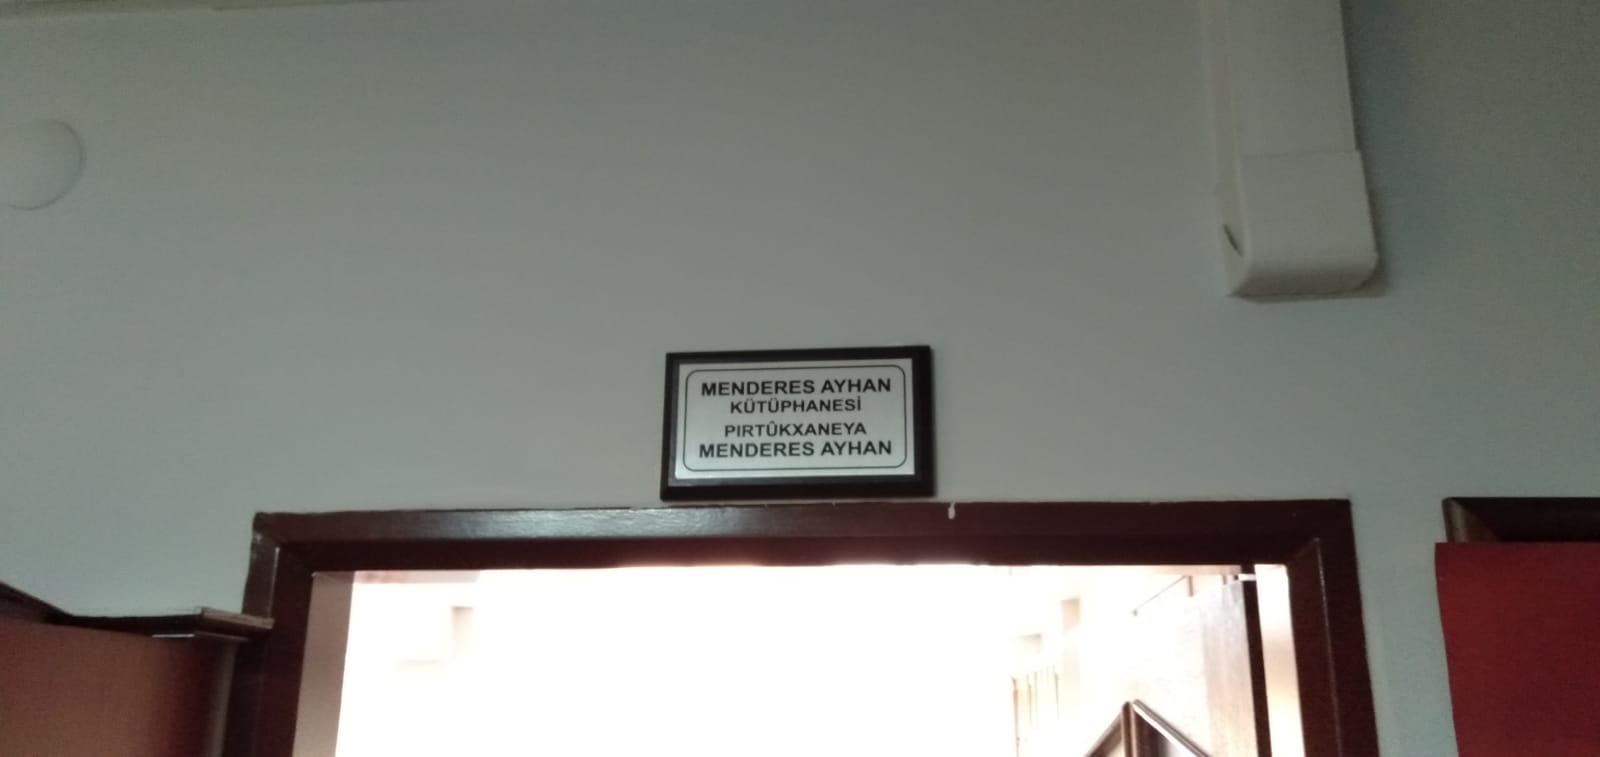 MENDERES AYHAN
KÜTÜPHANESİ
PIRTÛKXANEYA
MENDERES AYHAN